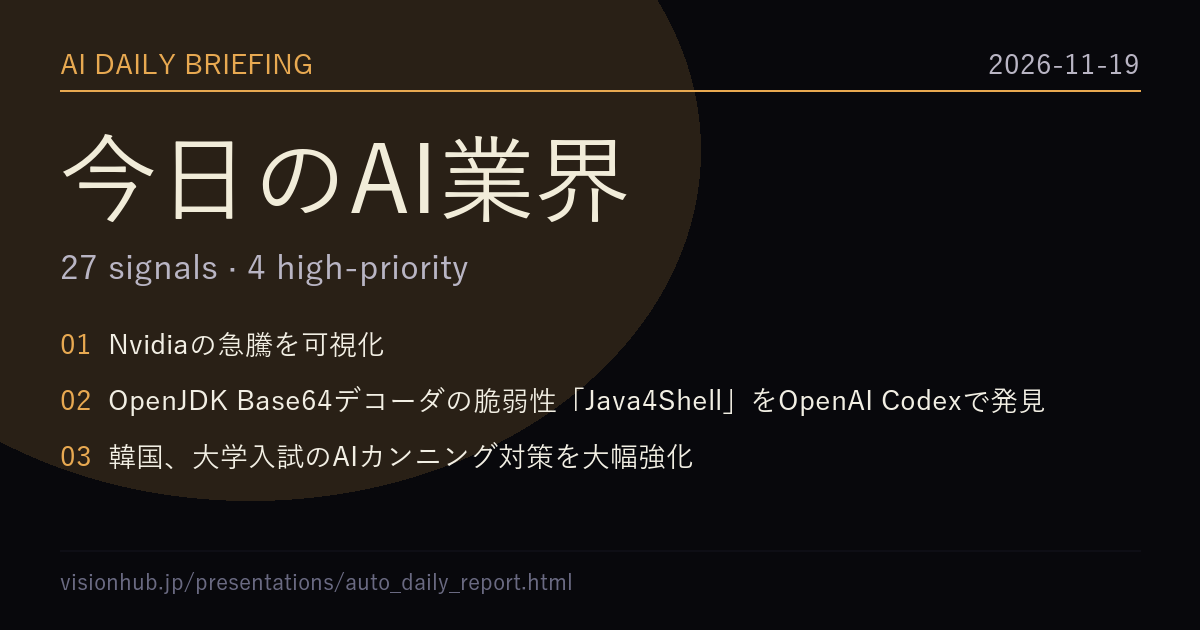 AI DAILY BRIEFING
2026-11-19
今日のAI業界
27 signals · 4 high-priority
01 Nvidiaの急騰を可視化
02 OpenJDK Base64デコーダの脆弱性「Java4Shell」をOpenAI Codexで発見
03 韓国、大学入試のAIカンニング対策を大幅強化
visionhub.jp/presentations/auto_daily_report.html